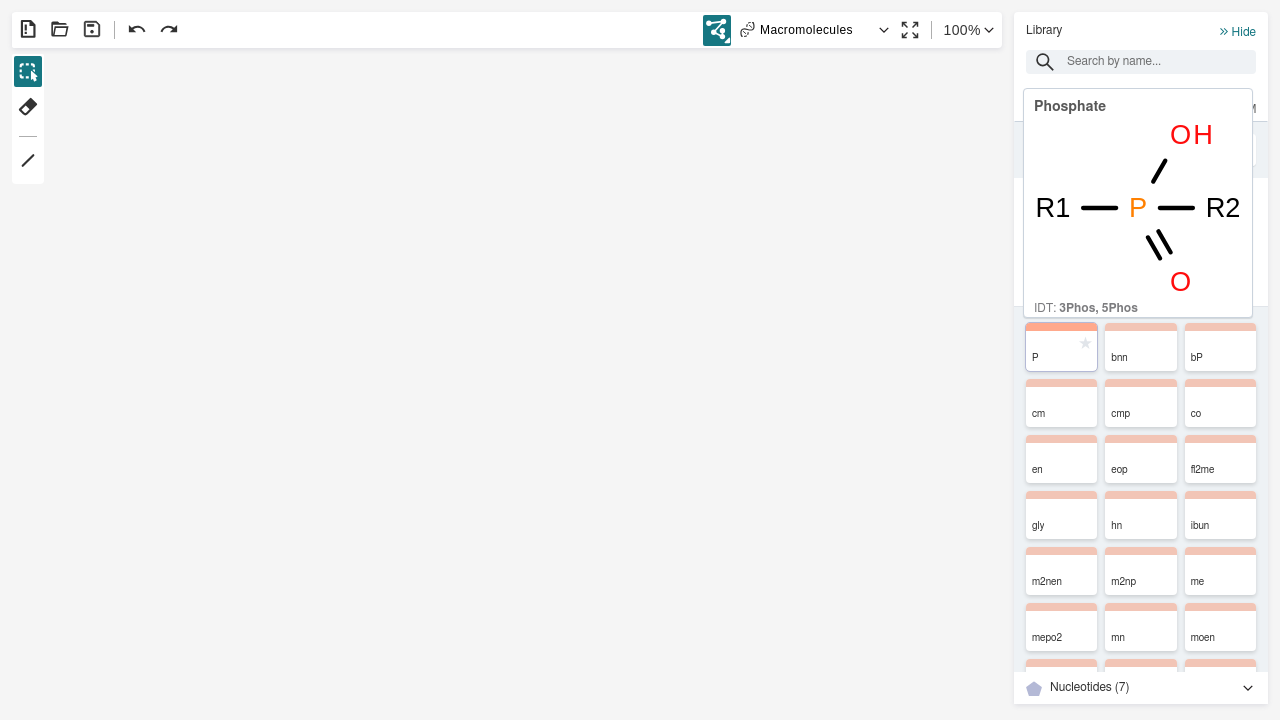 Macromolecules
100%
Library
Hide
Search by name...
Phosphate
OH
R1 P R2
O
IDT: 3Phos, 5Phos
P bnn bP
cm cmp co
en eop fl2me
gly hn ibun
m2nen m2np me
mepo2 mn moen
Nucleotides (7)